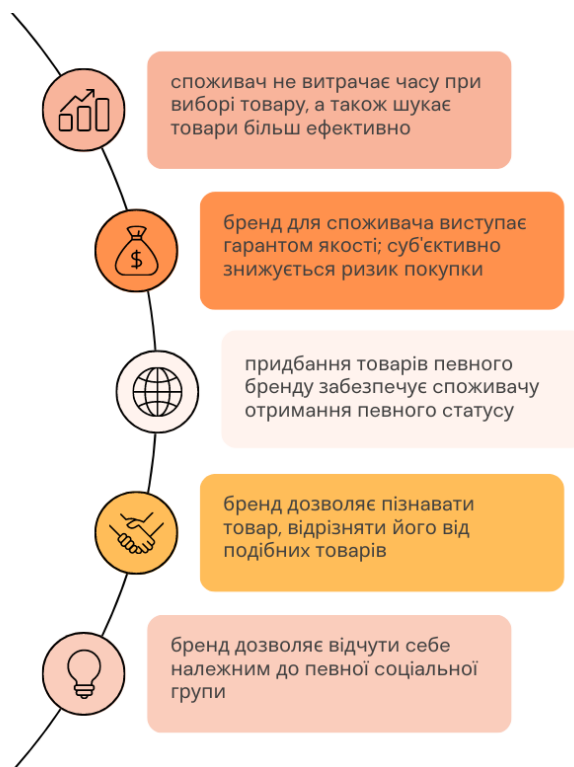 споживач не витрачає часу при
виборі товару, а також шукає
товари більш ефективно
бренд для споживача виступає
гарантом якості; суб'єктивно
знижується ризик покупки
придбання товарів певного
бренду забезпечує споживачу
отримання певного статусу
бренд дозволяє пізнавати
товар, відрізняти його від
подібних товарів
бренд дозволяє відчути себе
належним до певної соціальної
групи
$